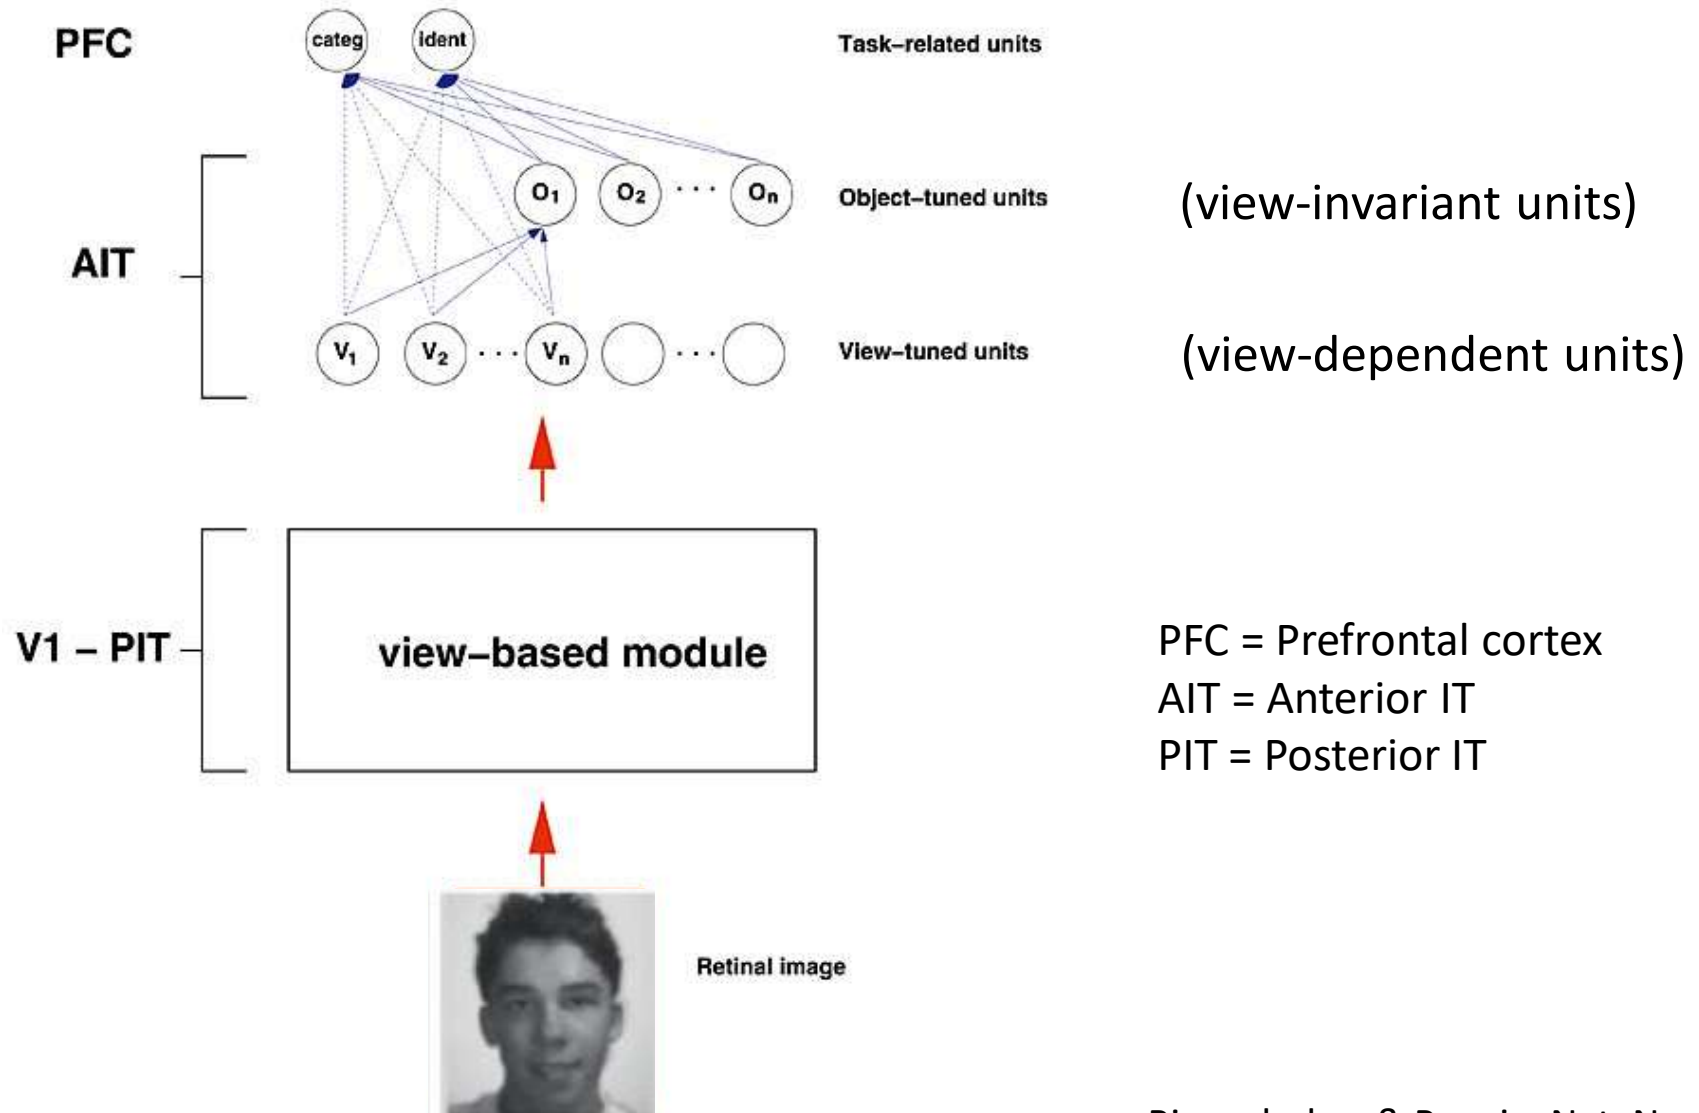 PFC
categ ident
Task–related units
O1 O2 · · · On
Object–tuned units
(view-invariant units)
AIT
V1 V2 · · · Vn · · ·
View–tuned units
(view-dependent units)
V1 – PIT
view–based module
PFC = Prefrontal cortex
AIT = Anterior IT
PIT = Posterior IT
Retinal image